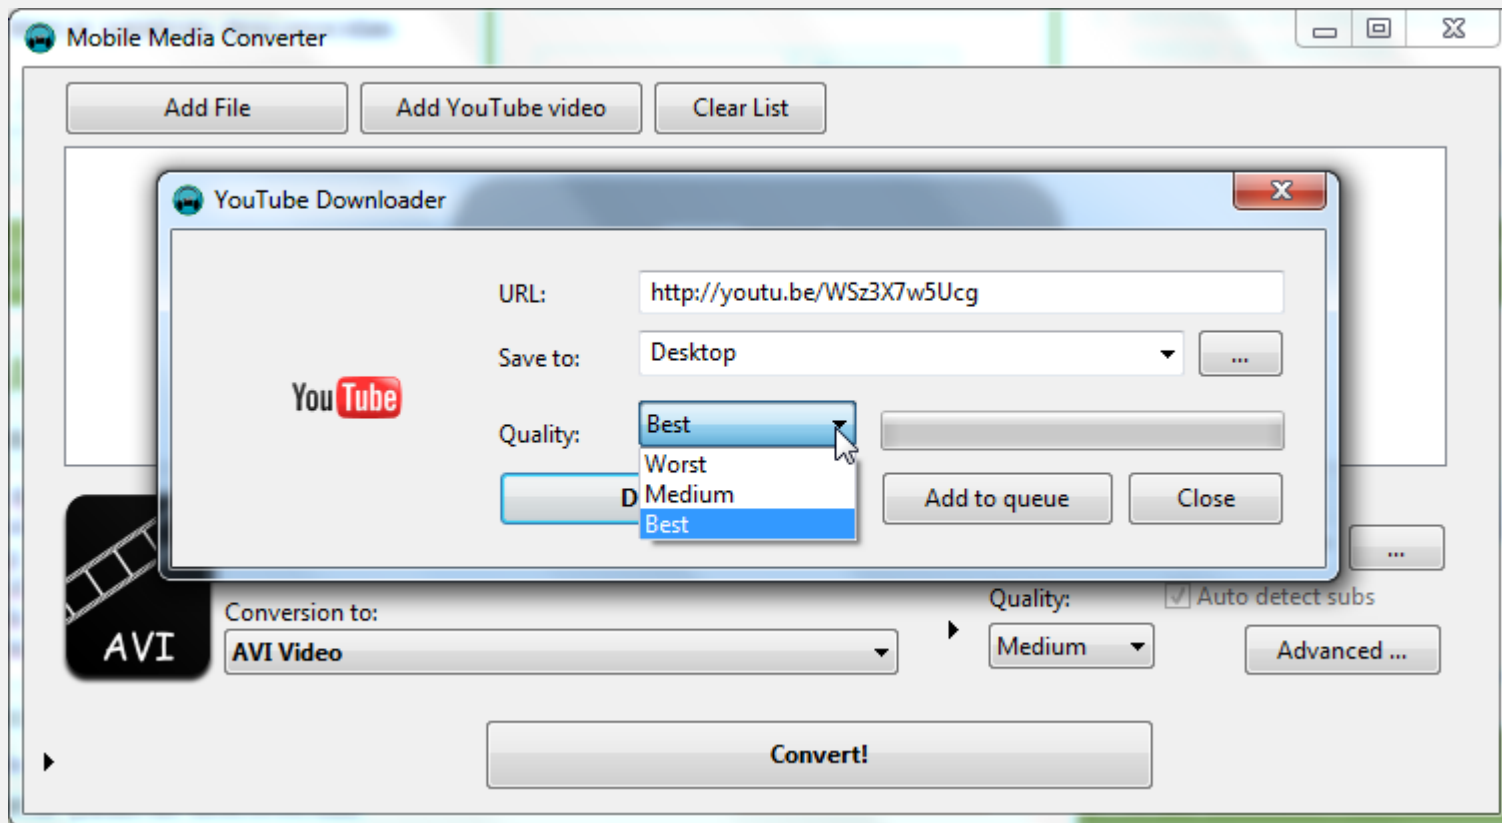 Mobile Media Converter
Add File Add YouTube video Clear List
YouTube Downloader
URL: http://youtu.be/WSz3X7w5Ucg
Save to: Desktop ...
YouTube
Quality: Best
Worst
Medium
Best
D Add to queue Close
...
AVI
Conversion to: Quality: Auto detect subs
AVI Video Medium Advanced ...
Convert!